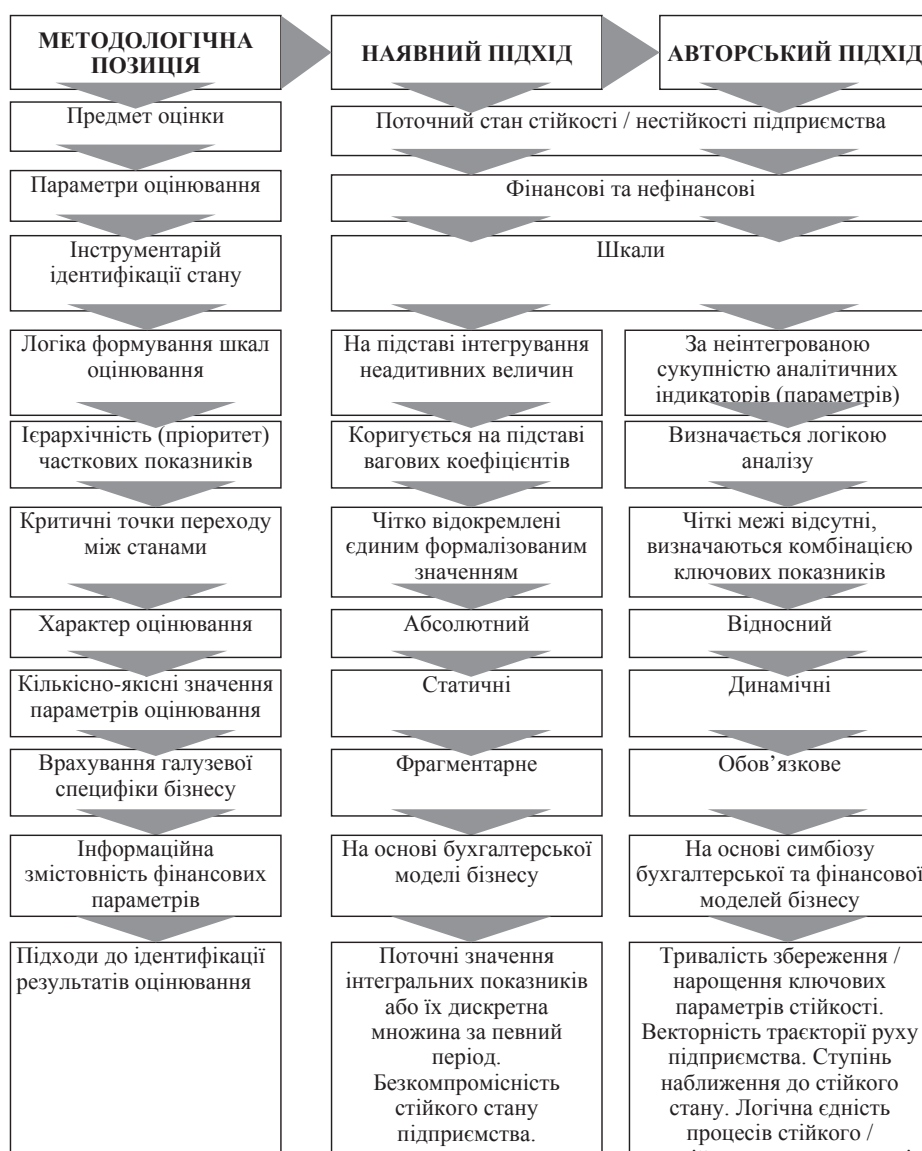 МЕТОДОЛОГІЧНА
ПОЗИЦІЯ
НАЯВНИЙ ПІДХІД
АВТОРСЬКИЙ ПІДХІД
Предмет оцінки
Поточний стан стійкості / нестійкості підприємства
Параметри оцінювання
Фінансові та нефінансові
Інструментарій
ідентифікації стану
Шкали
Логіка формування шкал
оцінювання
На підставі інтегрування
неадитивних величин
За неінтегрованою
сукупністю аналітичних
індикаторів (параметрів)
Ієрархічність (пріоритет)
часткових показників
Коригується на підставі
вагових коефіцієнтів
Визначається логікою
аналізу
Критичні точки переходу
між станами
Чітко відокремлені
єдиним формалізованим
значенням
Чіткі межі відсутні,
визначаються комбінацією
ключових показників
Характер оцінювання
Абсолютний
Відносний
Кількісно-якісні значення
параметрів оцінювання
Статичні
Динамічні
Врахування галузевої
специфіки бізнесу
Фрагментарне
Обов’язкове
Інформаційна
змістовність фінансових
параметрів
На основі бухгалтерської
моделі бізнесу
На основі симбіозу
бухгалтерської та фінансової
моделей бізнесу
Підходи до ідентифікації
результатів оцінювання
Поточні значення
інтегральних показників
або їх дискретна
множина за певний
період.
Безкомпромісність
стійкого стану
підприємства.
Тривалість збереження /
нарощення ключових
параметрів стійкості.
Векторність траєкторії руху
підприємства. Ступінь
наближення до стійкого
стану. Логічна єдність
процесів стійкого /